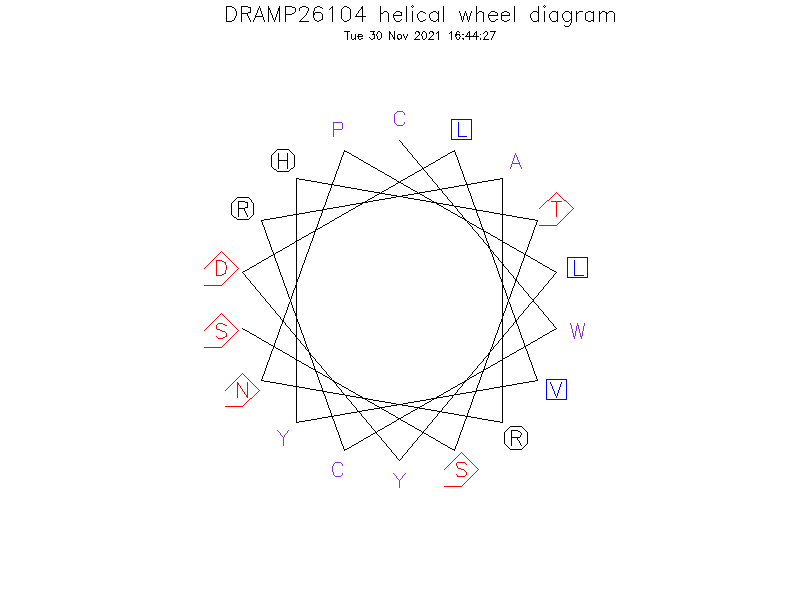 DRAMP26104 helical wheel diagram
Tue 30 Nov 2021 16:44:27
C
P L
H A
R T
D L
S W
N V
Y R
C S
Y